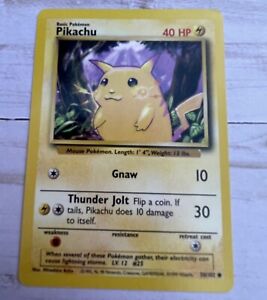 Basic Pokémon
Pikachu 40 HP
Mouse Pokémon. Length: 1' 4", Weight: 13 lbs.
Gnaw 10
Thunder Jolt Flip a coin. If
tails, Pikachu does 10 damage
to itself. 30
weakness resistance retreat cost
When several of these Pokémon gather, their electricity can
cause lightning storms. LV. 12 #25
58/102